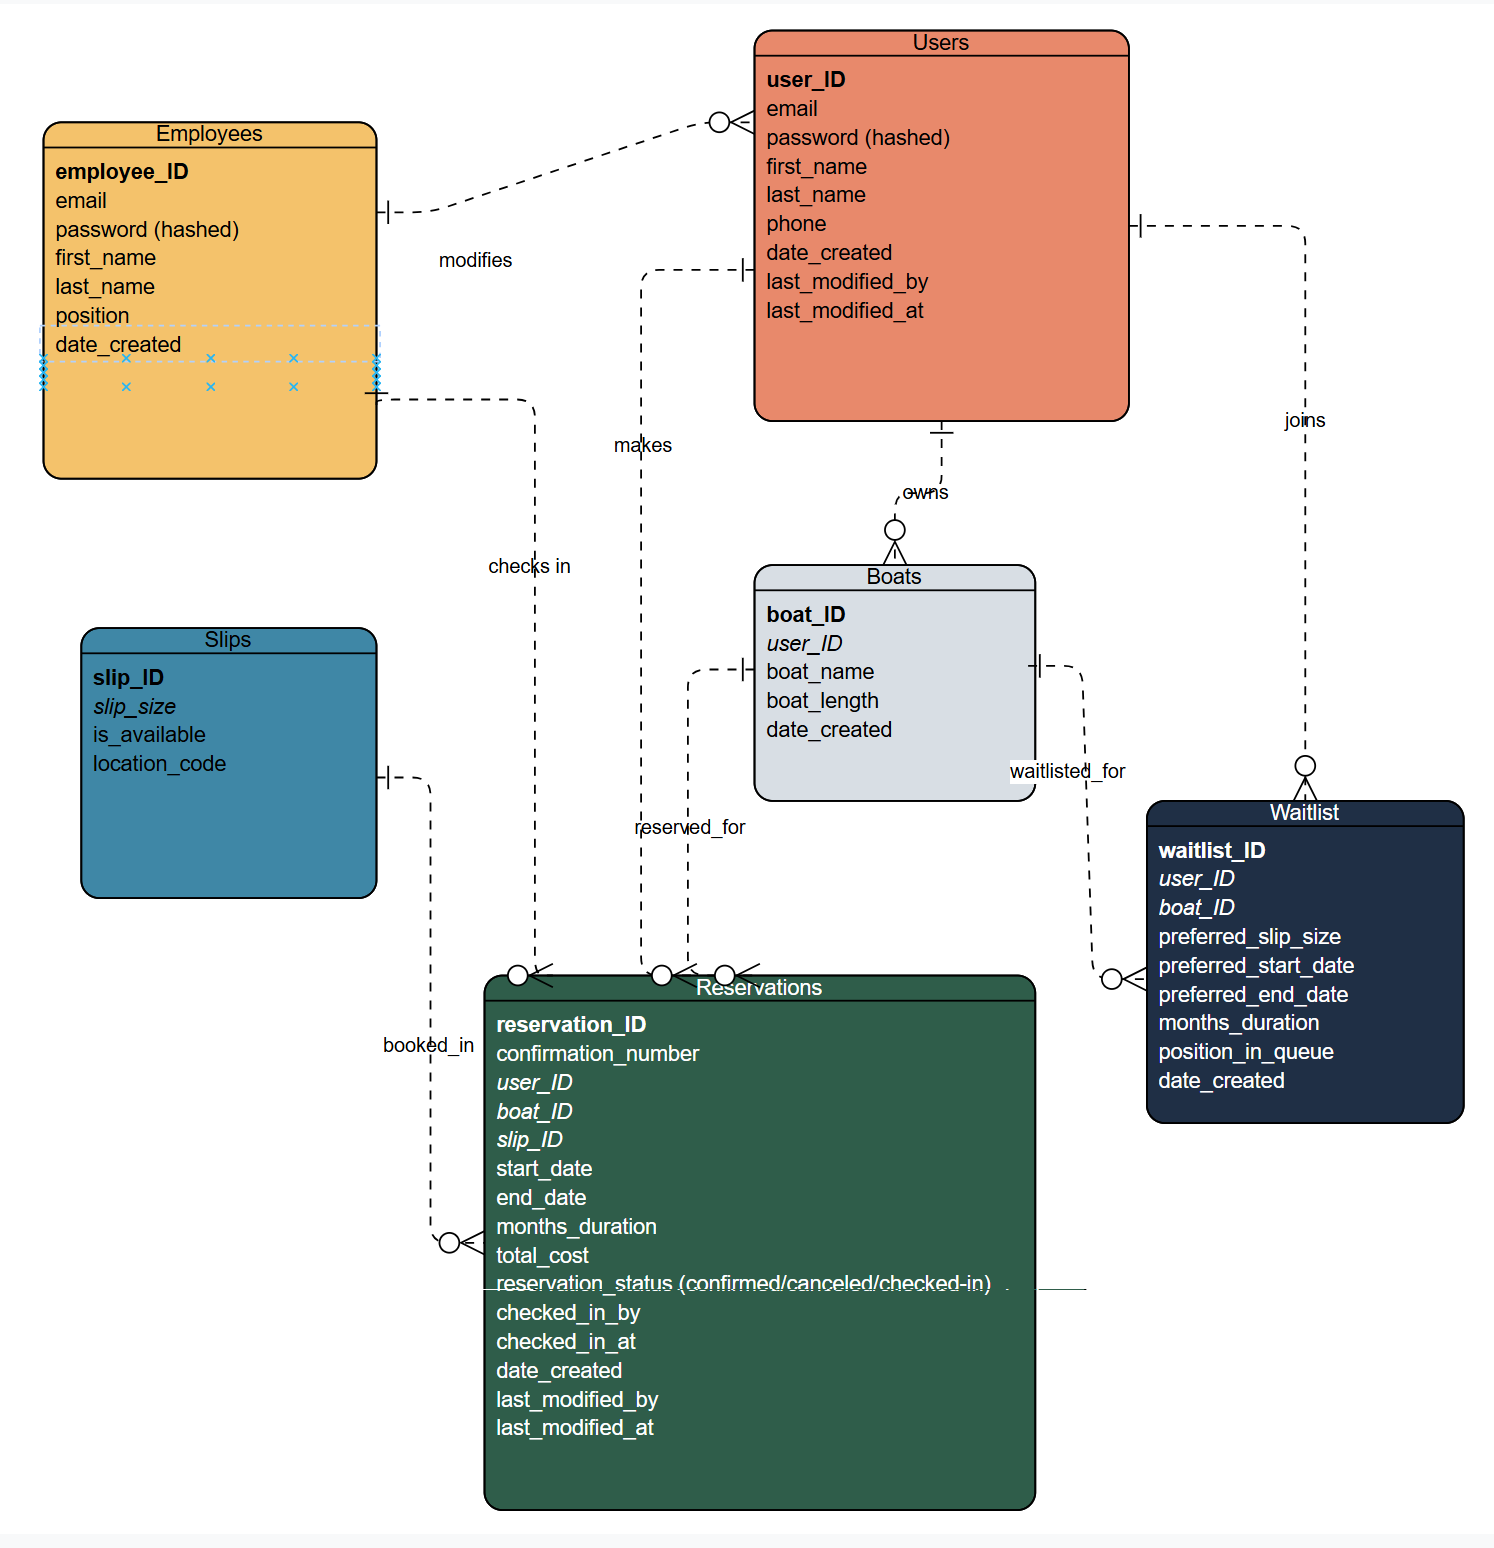 Users
user_ID
email
password (hashed)
first_name
last_name
phone
date_created
last_modified_by
last_modified_at
Employees
employee_ID
email
password (hashed)
first_name
last_name
position
date_created
modifies
makes
joins
owns
checks in
Boats
boat_ID
user_ID
boat_name
boat_length
date_created
Slips
slip_ID
slip_size
is_available
location_code
waitlisted_for
reserved_for
Waitlist
waitlist_ID
user_ID
boat_ID
preferred_slip_size
preferred_start_date
preferred_end_date
months_duration
position_in_queue
date_created
booked_in
Reservations
reservation_ID
confirmation_number
user_ID
boat_ID
slip_ID
start_date
end_date
months_duration
total_cost
reservation_status (confirmed/canceled/checked-in)
checked_in_by
checked_in_at
date_created
last_modified_by
last_modified_at